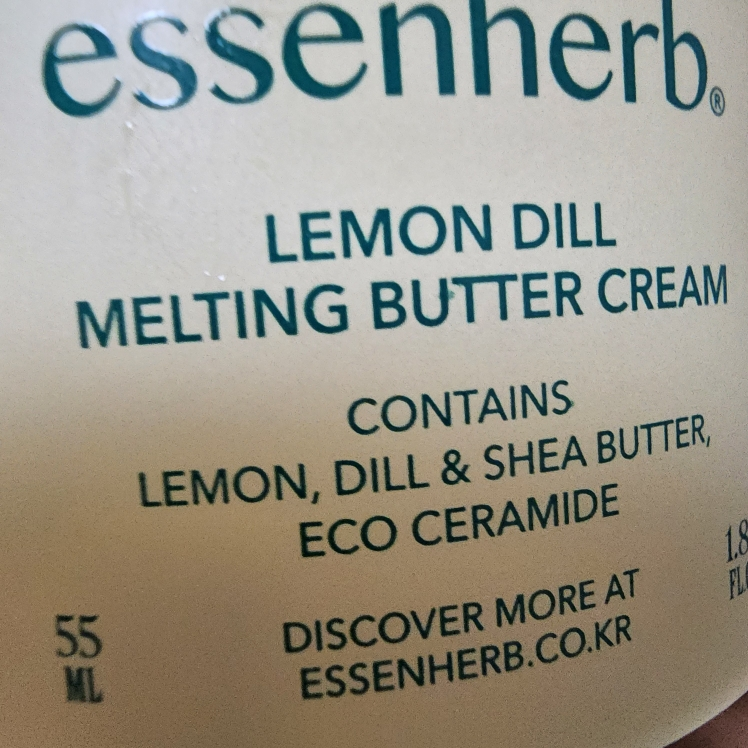 essenherb®
LEMON DILL
MELTING BUTTER CREAM
CONTAINS
LEMON, DILL & SHEA BUTTER,
ECO CERAMIDE
DISCOVER MORE AT
ESSENHERB.CO.KR
55
ML
1.8
FL.